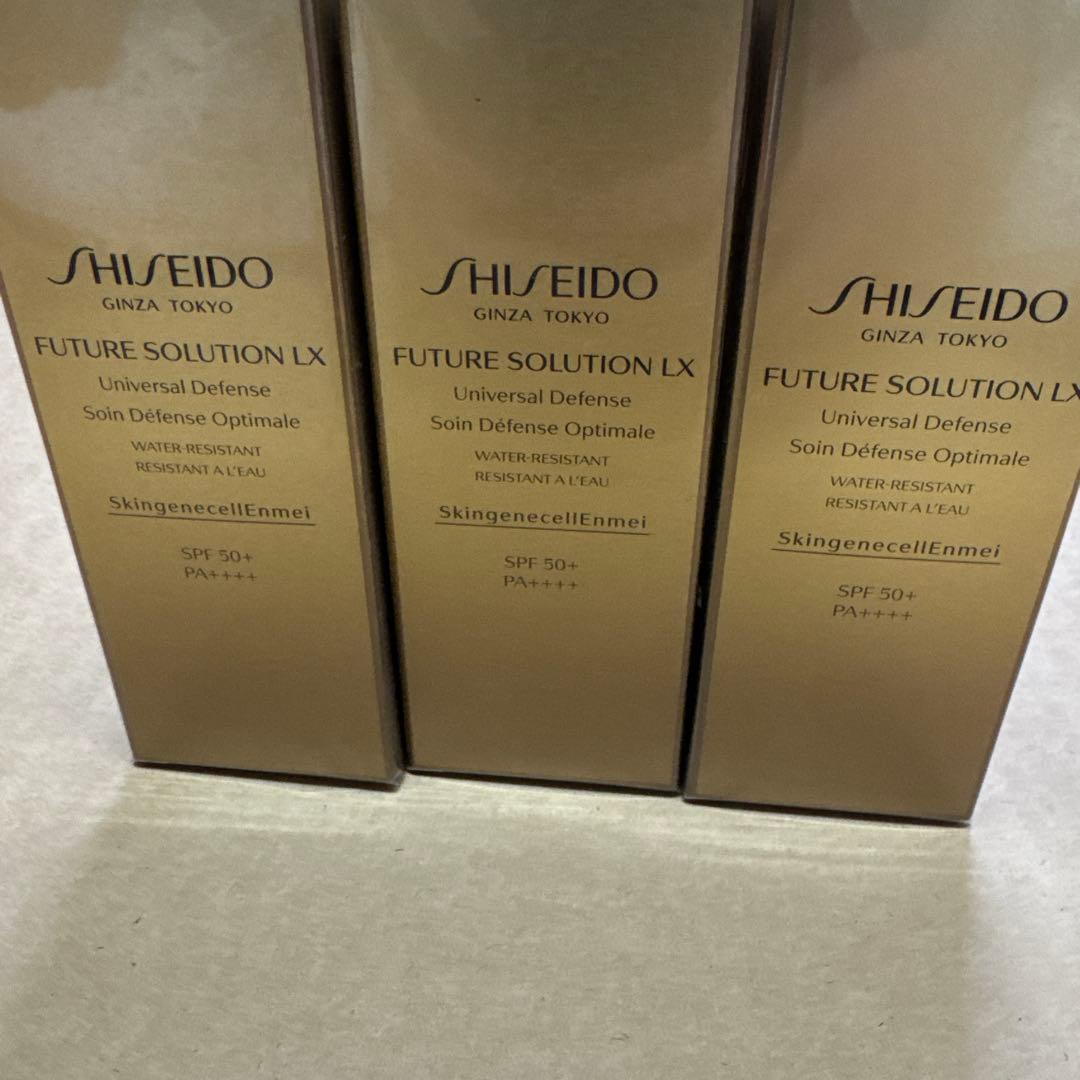 SHISEIDO
GINZA TOKYO
FUTURE SOLUTION LX
Universal Defense
Soin Défense Optimale
WATER-RESISTANT
RESISTANT A L'EAU
SkingenecellEnmei
SPF 50+
PA++++
SHISEIDO
GINZA TOKYO
FUTURE SOLUTION LX
Universal Defense
Soin Défense Optimale
WATER-RESISTANT
RESISTANT A L'EAU
SkingenecellEnmei
SPF 50+
PA++++
SHISEIDO
GINZA TOKYO
FUTURE SOLUTION LX
Universal Defense
Soin Défense Optimale
WATER-RESISTANT
RESISTANT A L'EAU
SkingenecellEnmei
SPF 50+
PA++++